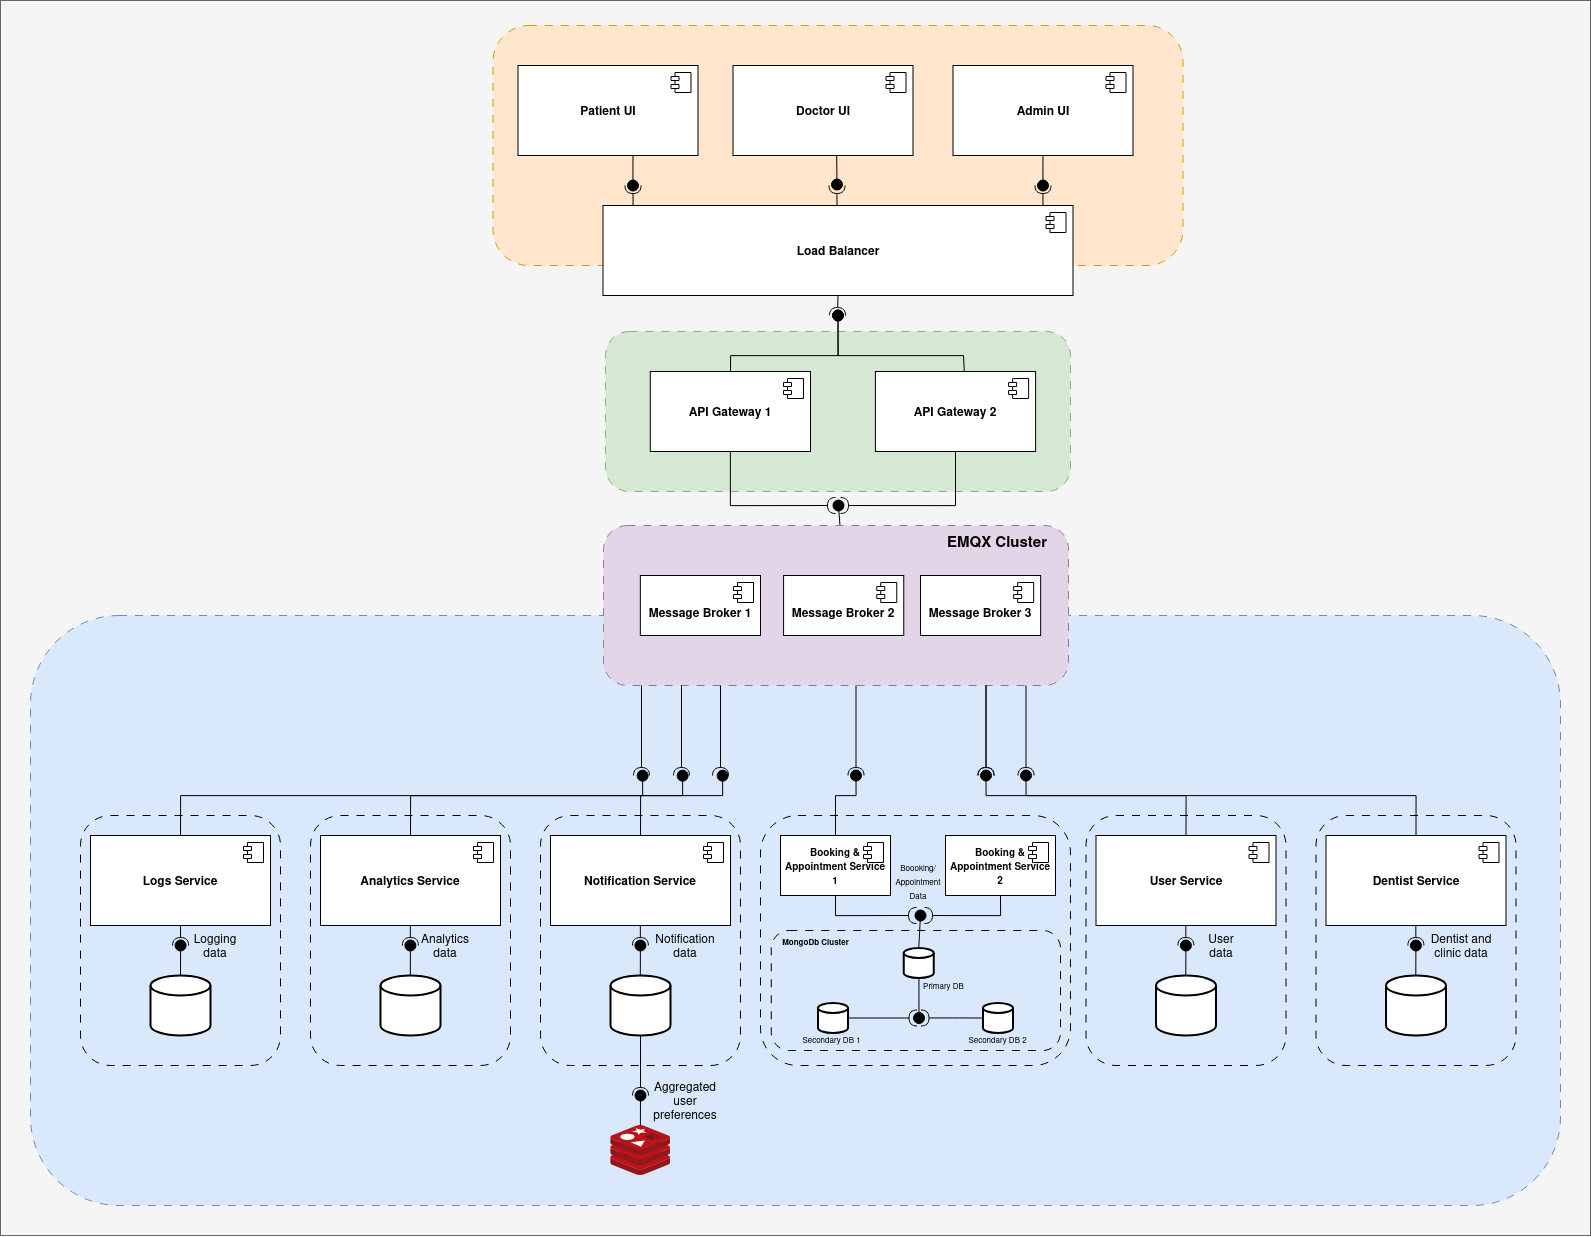 Patient UI
Doctor UI
Admin UI
Load Balancer
API Gateway 1
API Gateway 2
EMQX Cluster
Message Broker 1
Message Broker 2
Message Broker 3
Logs Service
Analytics Service
Notification Service
Booking &
Appointment Service
1
Boooking/
Appointment
Data
Booking &
Appointment Service
2
User Service
Dentist Service
Logging
data
Analytics
data
Notification
data
MongoDb Cluster
Primary DB
Secondary DB 1
Secondary DB 2
User
data
Dentist and
clinic data
Aggregated
user
preferences